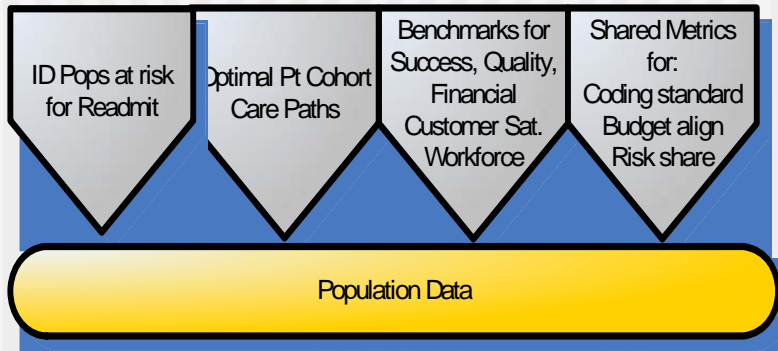 ID Pops at risk
for Readmit
Optimal Pt Cohort
Care Paths
Benchmarks for
Success, Quality,
Financial
Customer Sat.
Workforce
Shared Metrics
for:
Coding standard
Budget align
Risk share
Population Data